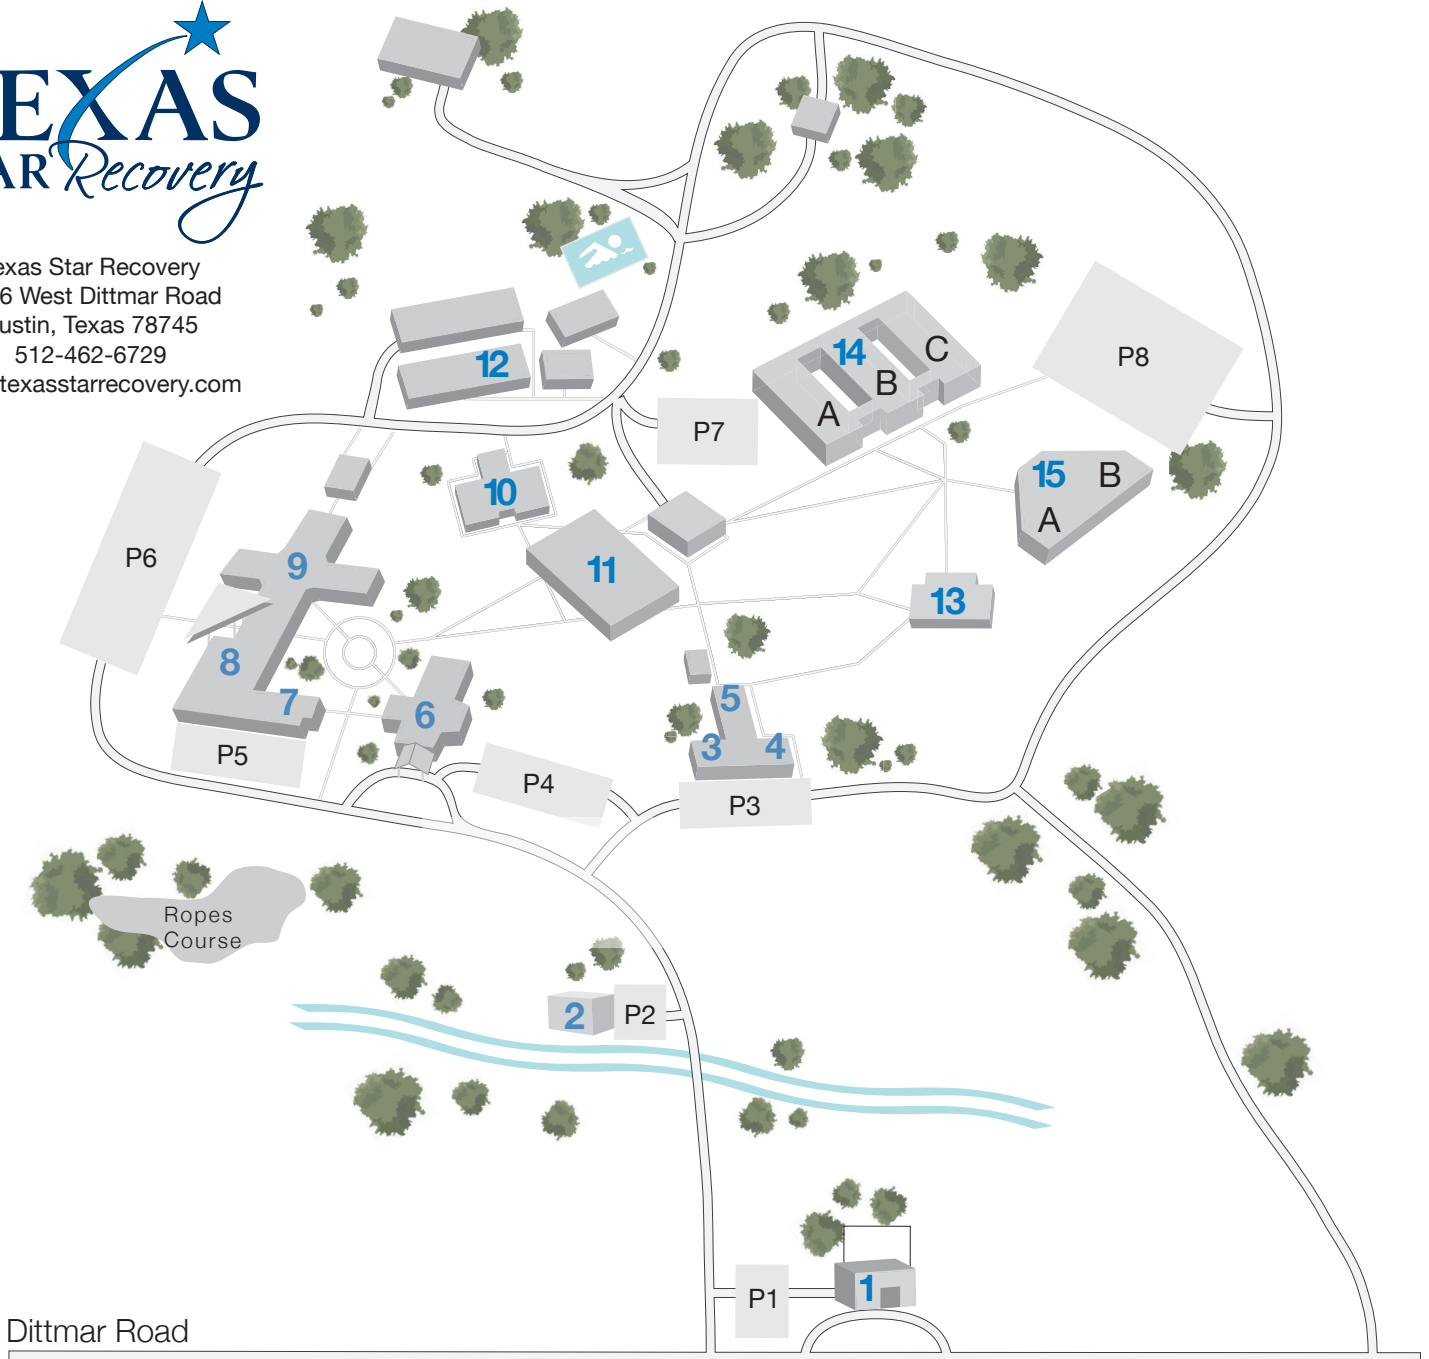 EXAS
AR Recovery
exas Star Recovery
6 West Dittmar Road
ustin, Texas 78745
512-462-6729
texasstarrecovery.com
12
14
A
B
C
P8
P7
15
A
B
10
P6
9
11
13
8
7
6
5
3
4
P5
P4
P3
Ropes
Course
2
P2
1
P1
Dittmar Road